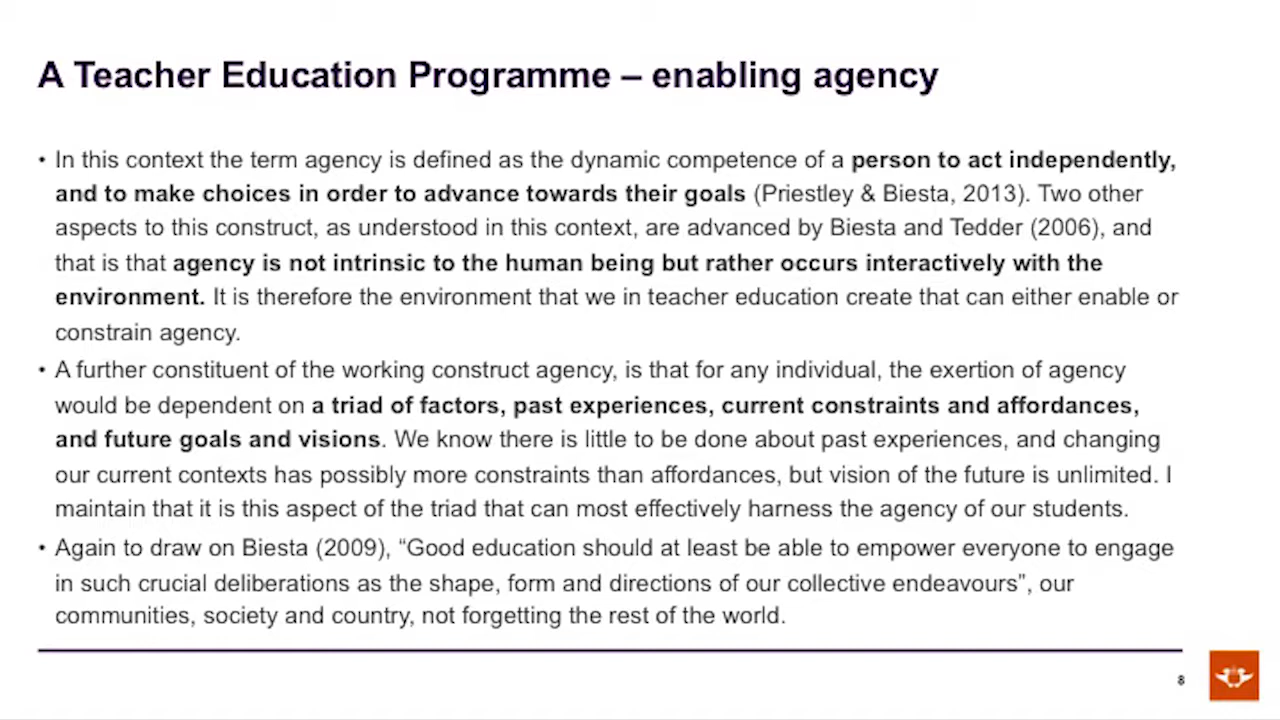 A Teacher Education Programme – enabling agency
• In this context the term agency is defined as the dynamic competence of a person to act independently,
and to make choices in order to advance towards their goals (Priestley & Biesta, 2013). Two other
aspects to this construct, as understood in this context, are advanced by Biesta and Tedder (2006), and
that is that agency is not intrinsic to the human being but rather occurs interactively with the
environment. It is therefore the environment that we in teacher education create that can either enable or
constrain agency.
• A further constituent of the working construct agency, is that for any individual, the exertion of agency
would be dependent on a triad of factors, past experiences, current constraints and affordances,
and future goals and visions. We know there is little to be done about past experiences, and changing
our current contexts has possibly more constraints than affordances, but vision of the future is unlimited. I
maintain that it is this aspect of the triad that can most effectively harness the agency of our students.
• Again to draw on Biesta (2009), “Good education should at least be able to empower everyone to engage
in such crucial deliberations as the shape, form and directions of our collective endeavours”, our
communities, society and country, not forgetting the rest of the world.
8